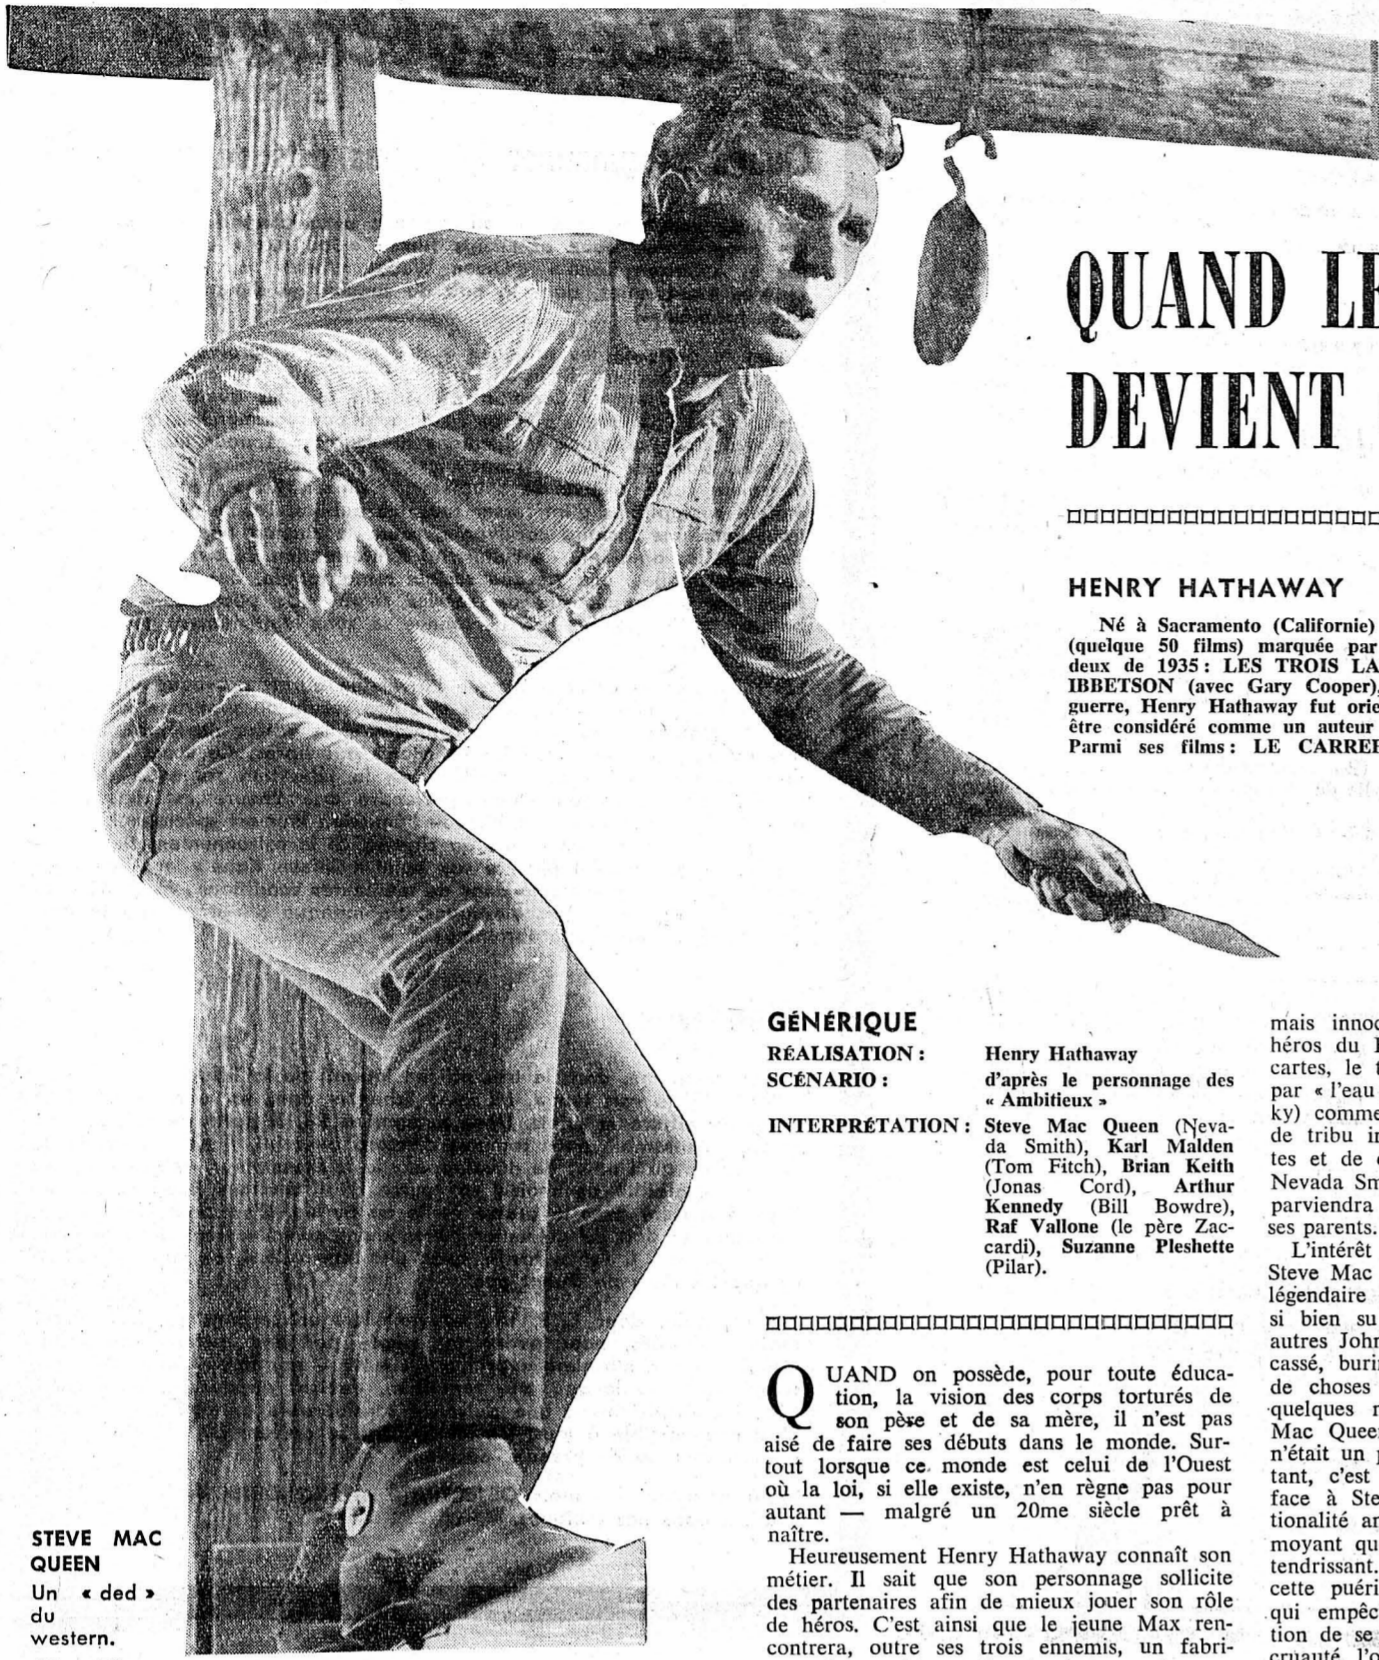 QUAND LE
DEVIENT
HENRY HATHAWAY
Né à Sacramento (Californie)
(quelque 50 films) marquée par
deux de 1935 : LES TROIS LA
IBBETSON (avec Gary Cooper),
guerre, Henry Hathaway fut orie
être considéré comme un auteur
Parmi ses films : LE CARREF
GÉNÉRIQUE
RÉALISATION : Henry Hathaway
SCÉNARIO : d'après le personnage des
« Ambitieux »
INTERPRÉTATION : Steve Mac Queen (Neva-
da Smith), Karl Malden
(Tom Fitch), Brian Keith
(Jonas Cord), Arthur
Kennedy (Bill Bowdre),
Raf Vallone (le père Zac-
cardi), Suzanne Pleshette
(Pilar).
QUAND on possède, pour toute éduca-
tion, la vision des corps torturés de
son père et de sa mère, il n'est pas
aisé de faire ses débuts dans le monde. Sur-
tout lorsque ce monde est celui de l'Ouest
où la loi, si elle existe, n'en règne pas pour
autant — malgré un 20me siècle prêt à
naître.
Heureusement Henry Hathaway connaît son
métier. Il sait que son personnage sollicite
des partenaires afin de mieux jouer son rôle
de héros. C'est ainsi que le jeune Max ren-
contrera, outre ses trois ennemis, un fabri-
mais innoc
héros du
cartes, le t
par « l'eau
ky) comme
de tribu in
tes et de
Nevada Sm
parviendra
ses parents.
L'intérêt
Steve Mac
légendaire
si bien su
autres John
cassé, buri
de choses
quelques
Mac Queen
n'était un
tant, c'est
face à Ste
tionalité an
moyant qu
tendrissant.
cette puéri
qui empêc
tion de se
cruauté, l'o
STEVE MAC
QUEEN
Un « ded »
du
western.